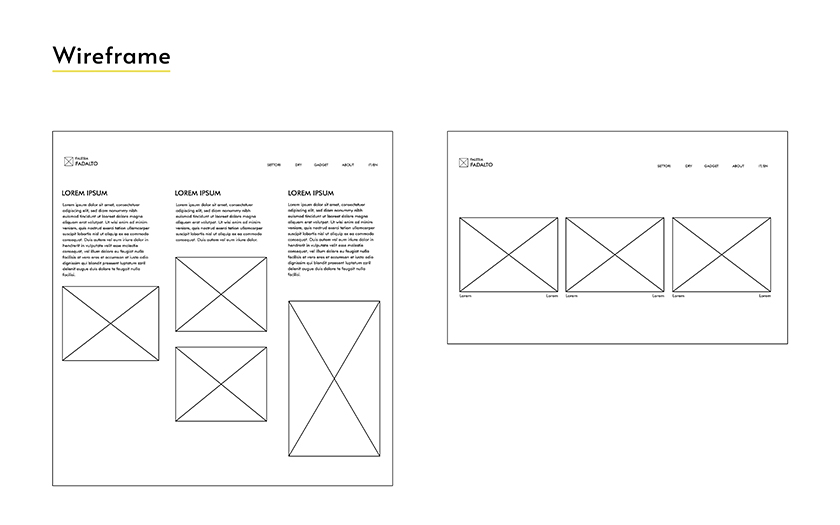 Wireframe
PALESTRA
FADALTO
SETTORI DRY GADGET ABOUT IT/EN
LOREM IPSUM
Lorem ipsum dolor sit amet, consectetuer
adipiscing elit, sed diam nonummy nibh
euismod tincidunt ut laoreet dolore magna
aliquam erat volutpat. Ut wisi enim ad minim
veniam, quis nostrud exerci tation ullamcorper
suscipit lobortis nisl ut aliquip ex ea commodo
consequat. Duis autem vel eum iriure dolor in
hendrerit in vulputate velit esse molestie
consequat, vel illum dolore eu feugiat nulla
facilisis at vero eros et accumsan et iusto odio
dignissim qui blandit praesent luptatum zzril
delenit augue duis dolore te feugait nulla
facilisi.
LOREM IPSUM
Lorem ipsum dolor sit amet, consectetuer
adipiscing elit, sed diam nonummy nibh
euismod tincidunt ut laoreet dolore magna
aliquam erat volutpat. Ut wisi enim ad minim
veniam, quis nostrud exerci tation ullamcorper
suscipit lobortis nisl ut aliquip ex ea commodo
consequat. Duis autem vel eum iriure dolor.
LOREM IPSUM
Lorem ipsum dolor sit amet, consectetuer
adipiscing elit, sed diam nonummy nibh
euismod tincidunt ut laoreet dolore magna
aliquam erat volutpat. Ut wisi enim ad minim
veniam, quis nostrud exerci tation ullamcorper
suscipit lobortis nisl ut aliquip ex ea commodo
consequat. Duis autem vel eum iriure dolor in
hendrerit in vulputate velit esse molestie
consequat, vel illum dolore eu feugiat nulla
facilisis at vero eros et accumsan et iusto odio
dignissim qui blandit praesent luptatum zzril
delenit augue duis dolore te feugait nulla
facilisi.
PALESTRA
FADALTO
SETTORI DRY GADGET ABOUT IT/EN
Lorem Lorem Lorem Lorem Lorem Lorem